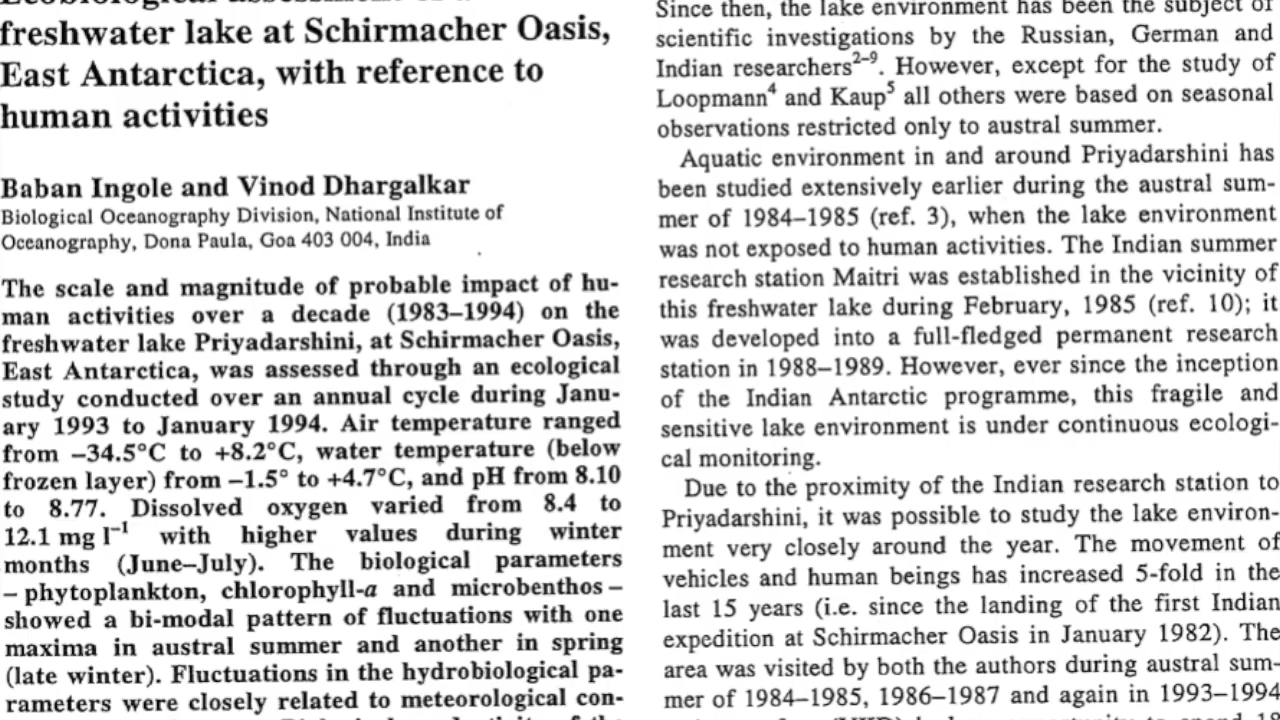 Ecobiological assessment of a
freshwater lake at Schirmacher Oasis,
East Antarctica, with reference to
human activities
Baban Ingole and Vinod Dhargalkar
Biological Oceanography Division, National Institute of
Oceanography, Dona Paula, Goa 403 004, India
The scale and magnitude of probable impact of hu-
man activities over a decade (1983–1994) on the
freshwater lake Priyadarshini, at Schirmacher Oasis,
East Antarctica, was assessed through an ecological
study conducted over an annual cycle during Janu-
ary 1993 to January 1994. Air temperature ranged
from –34.5°C to +8.2°C, water temperature (below
frozen layer) from –1.5° to +4.7°C, and pH from 8.10
to 8.77. Dissolved oxygen varied from 8.4 to
12.1 mg l⁻¹ with higher values during winter
months (June–July). The biological parameters
– phytoplankton, chlorophyll-a and microbenthos –
showed a bi-modal pattern of fluctuations with one
maxima in austral summer and another in spring
(late winter). Fluctuations in the hydrobiological pa-
rameters were closely related to meteorological con-
Since then, the lake environment has been the subject of
scientific investigations by the Russian, German and
Indian researchers²⁻⁹. However, except for the study of
Loopmann⁴ and Kaup⁵ all others were based on seasonal
observations restricted only to austral summer.
Aquatic environment in and around Priyadarshini has
been studied extensively earlier during the austral sum-
mer of 1984–1985 (ref. 3), when the lake environment
was not exposed to human activities. The Indian summer
research station Maitri was established in the vicinity of
this freshwater lake during February, 1985 (ref. 10); it
was developed into a full-fledged permanent research
station in 1988–1989. However, ever since the inception
of the Indian Antarctic programme, this fragile and
sensitive lake environment is under continuous ecologi-
cal monitoring.
Due to the proximity of the Indian research station to
Priyadarshini, it was possible to study the lake environ-
ment very closely around the year. The movement of
vehicles and human beings has increased 5-fold in the
last 15 years (i.e. since the landing of the first Indian
expedition at Schirmacher Oasis in January 1982). The
area was visited by both the authors during austral sum-
mer of 1984–1985, 1986–1987 and again in 1993–1994